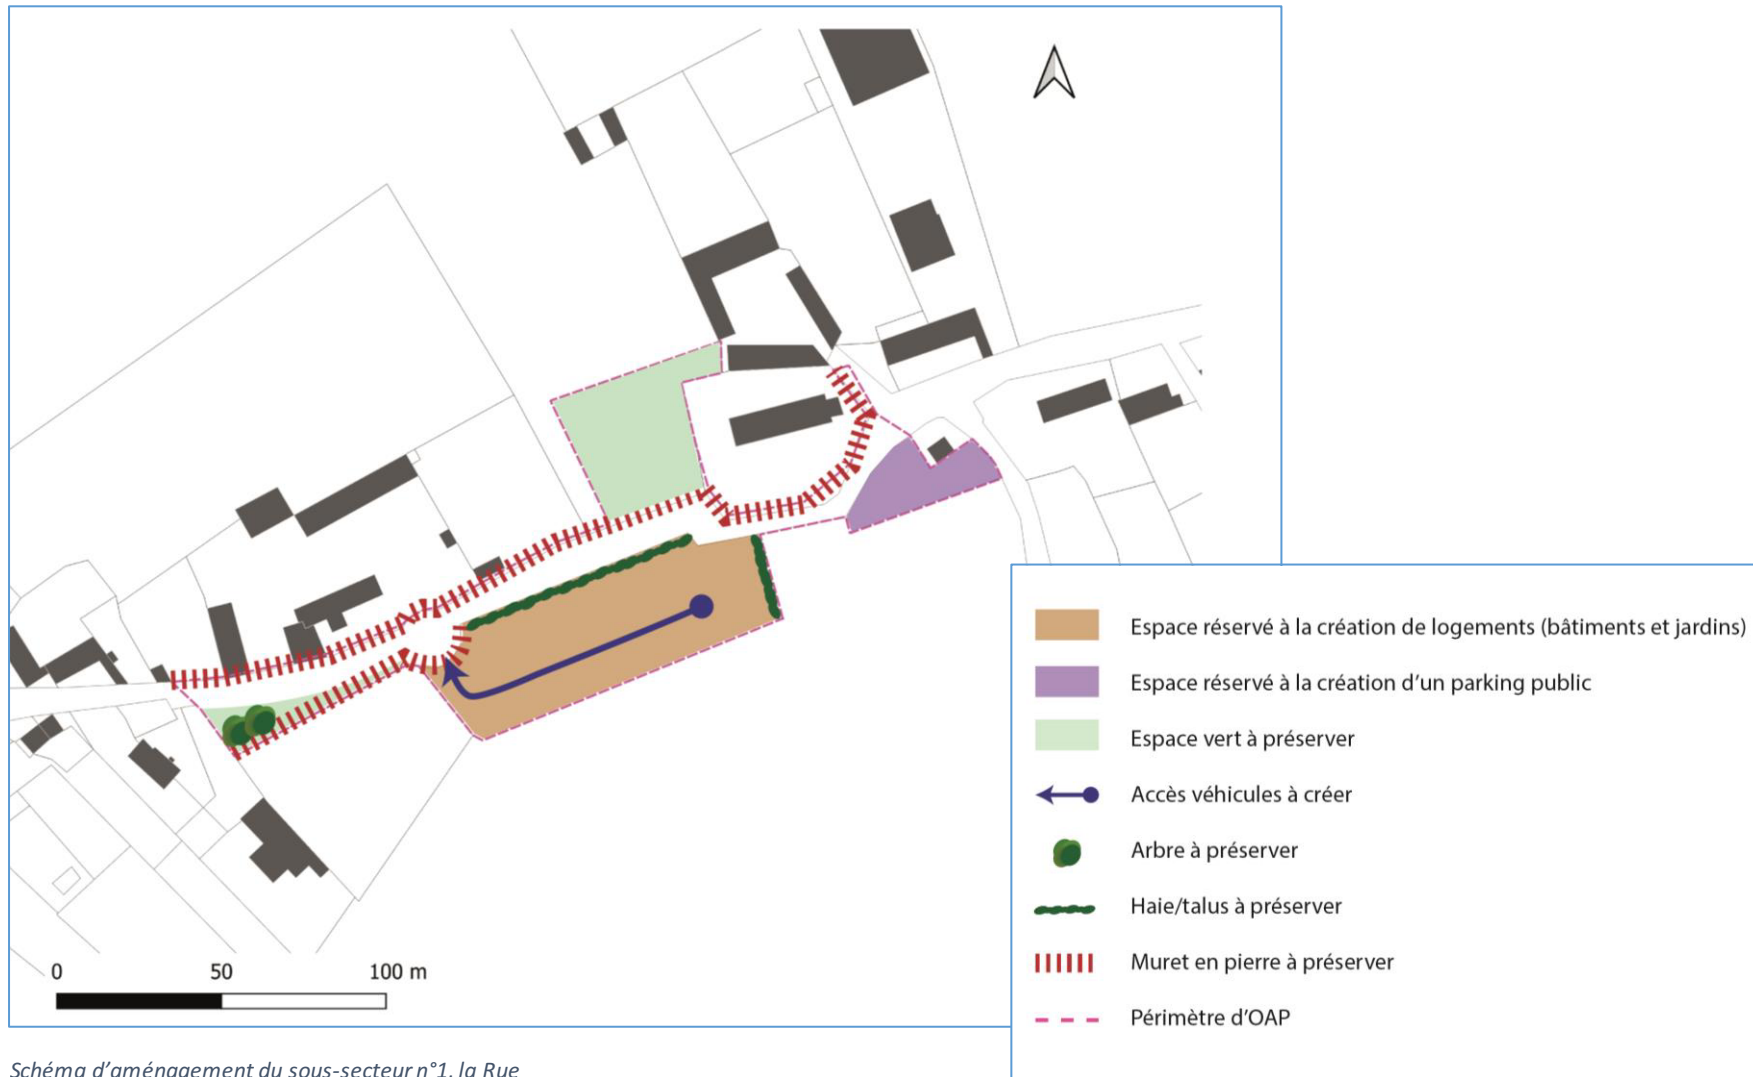 Espace réservé à la création de logements (bâtiments et jardins)
Espace réservé à la création d'un parking public
Espace vert à préserver
Accès véhicules à créer
Arbre à préserver
Haie/talus à préserver
Muret en pierre à préserver
Périmètre d'OAP
0 50 100 m
Schéma d'aménagement du sous-secteur n°1, la Rue